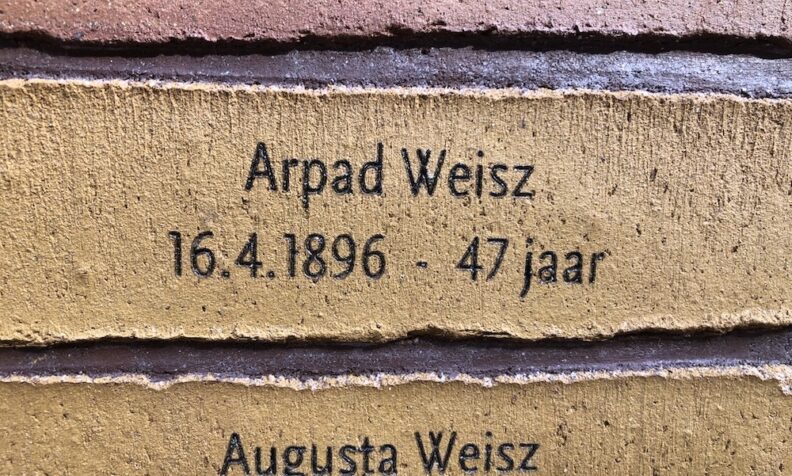 Arpad Weisz
16.4.1896 - 47 jaar
Augusta Weisz